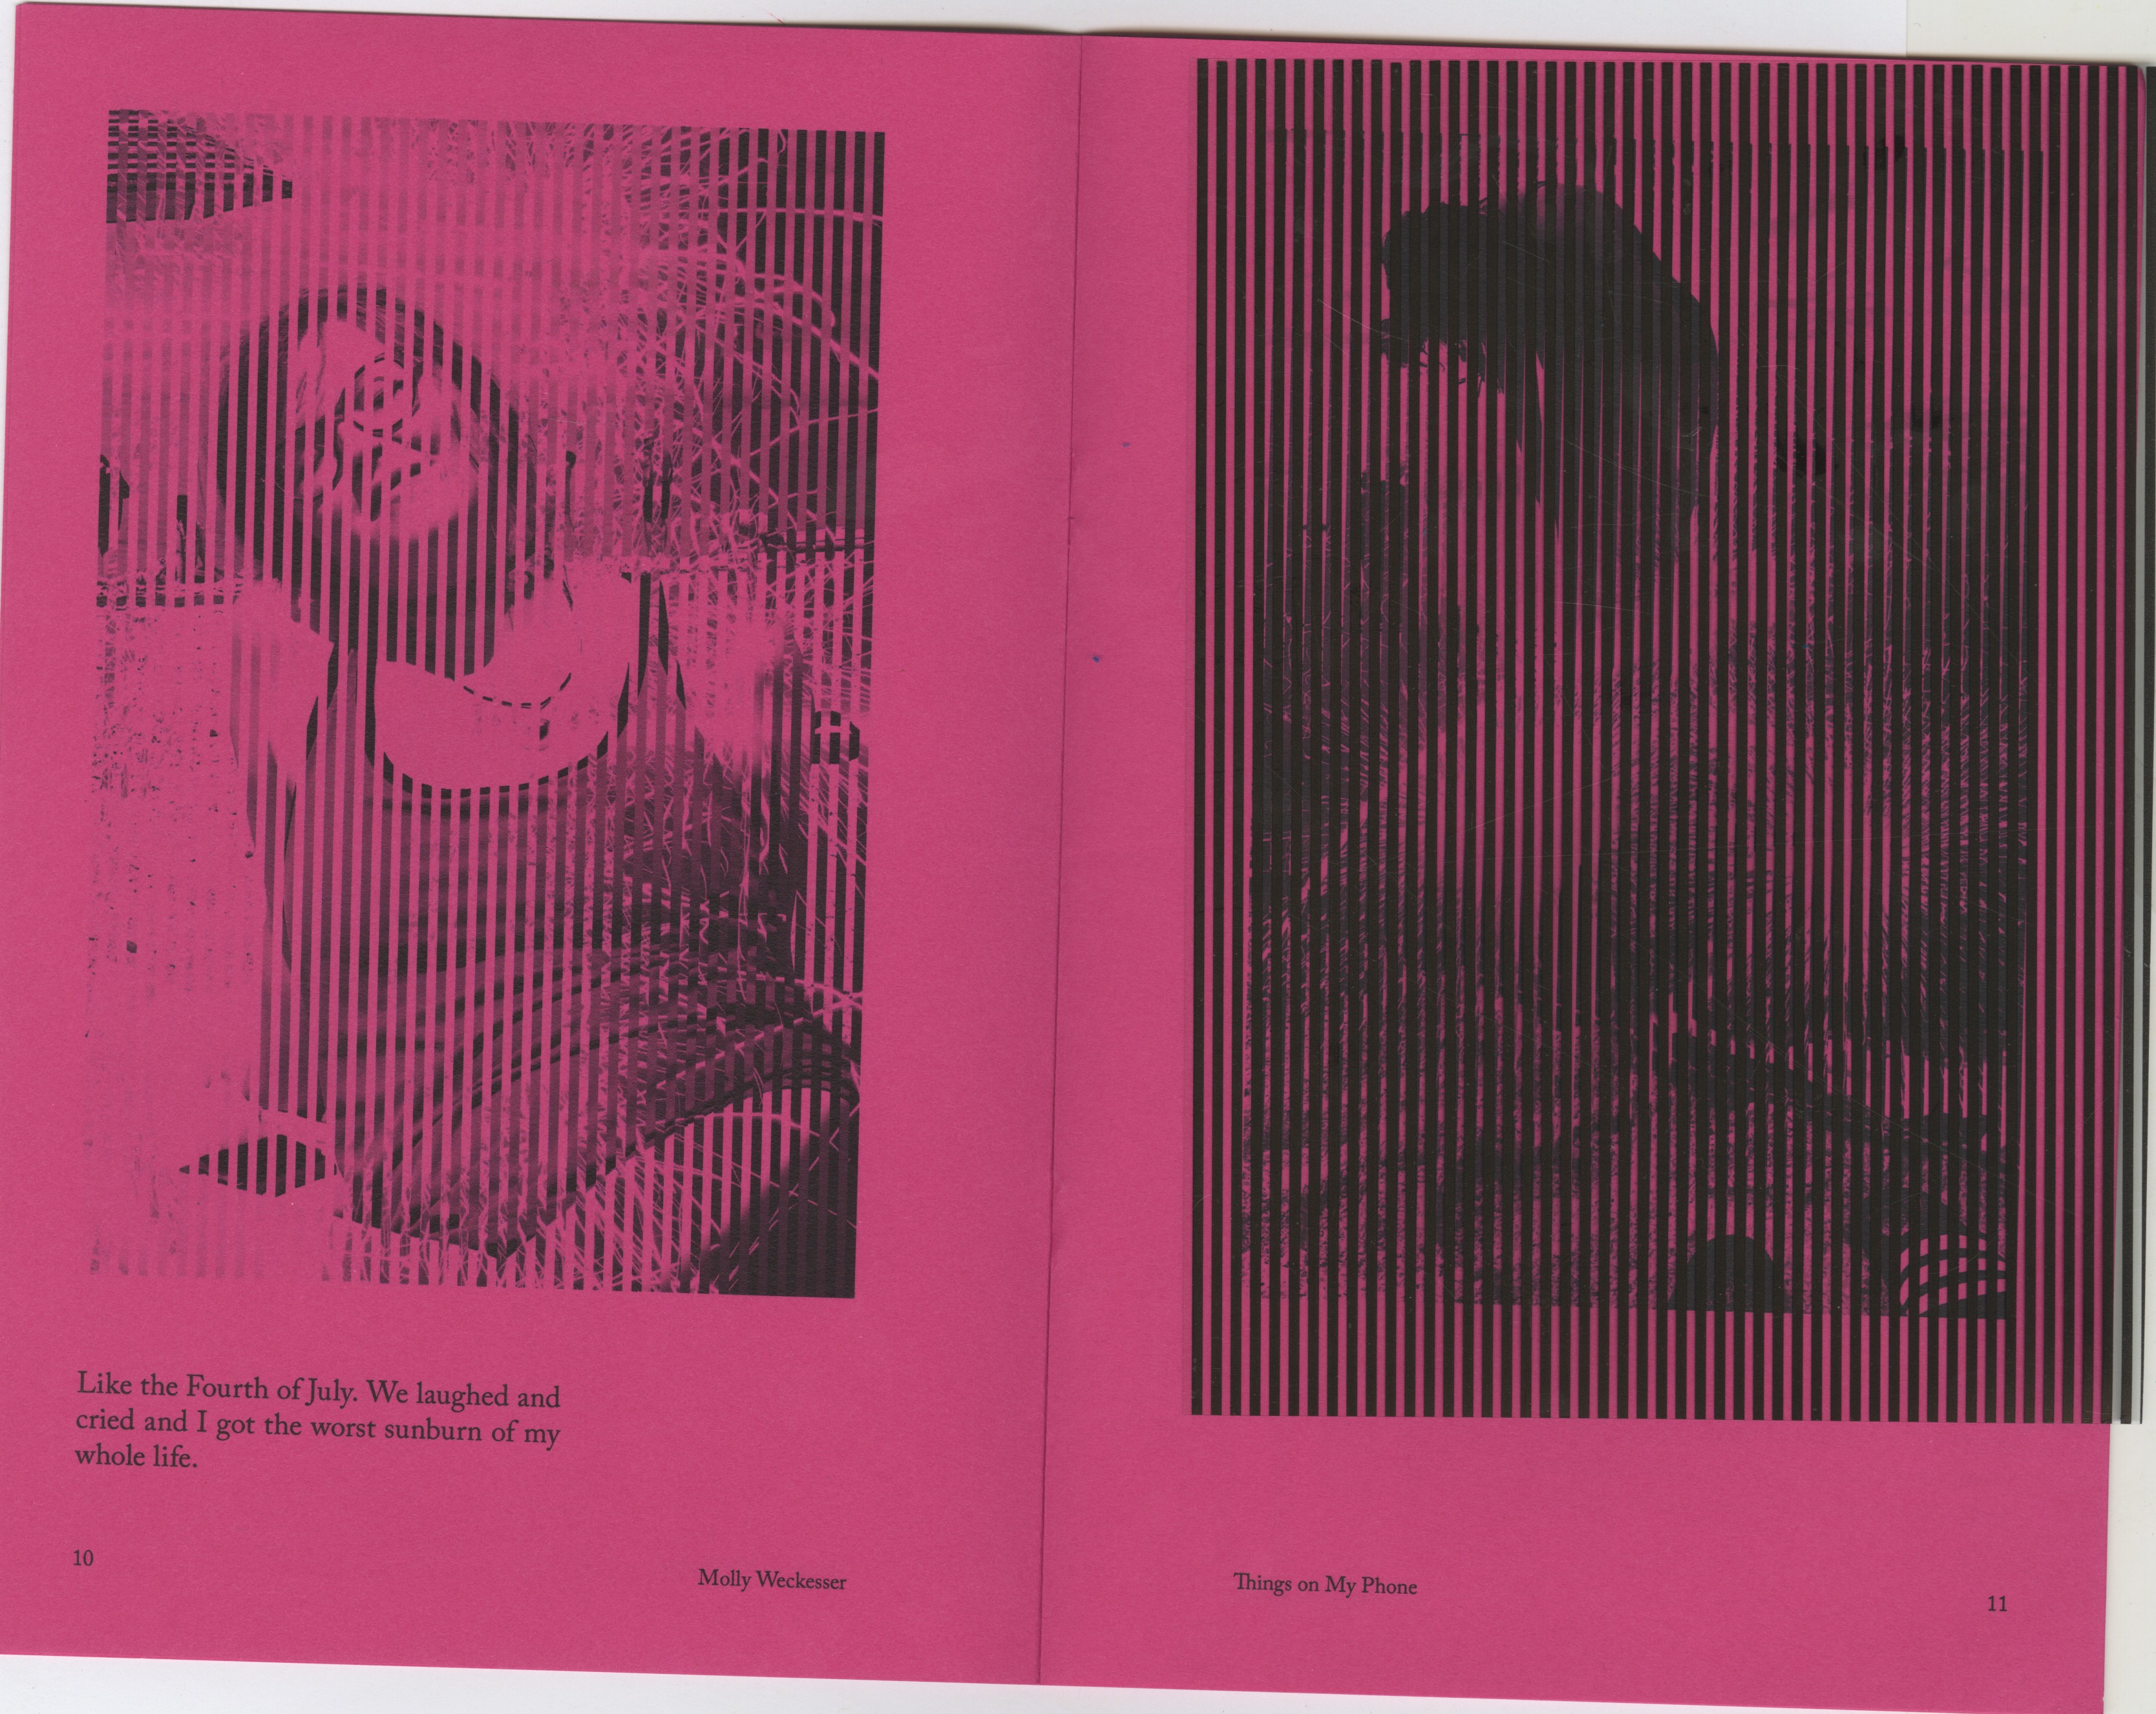 Like the Fourth of July. We laughed and
cried and I got the worst sunburn of my
whole life.
10
Molly Weckesser
Things on My Phone
11